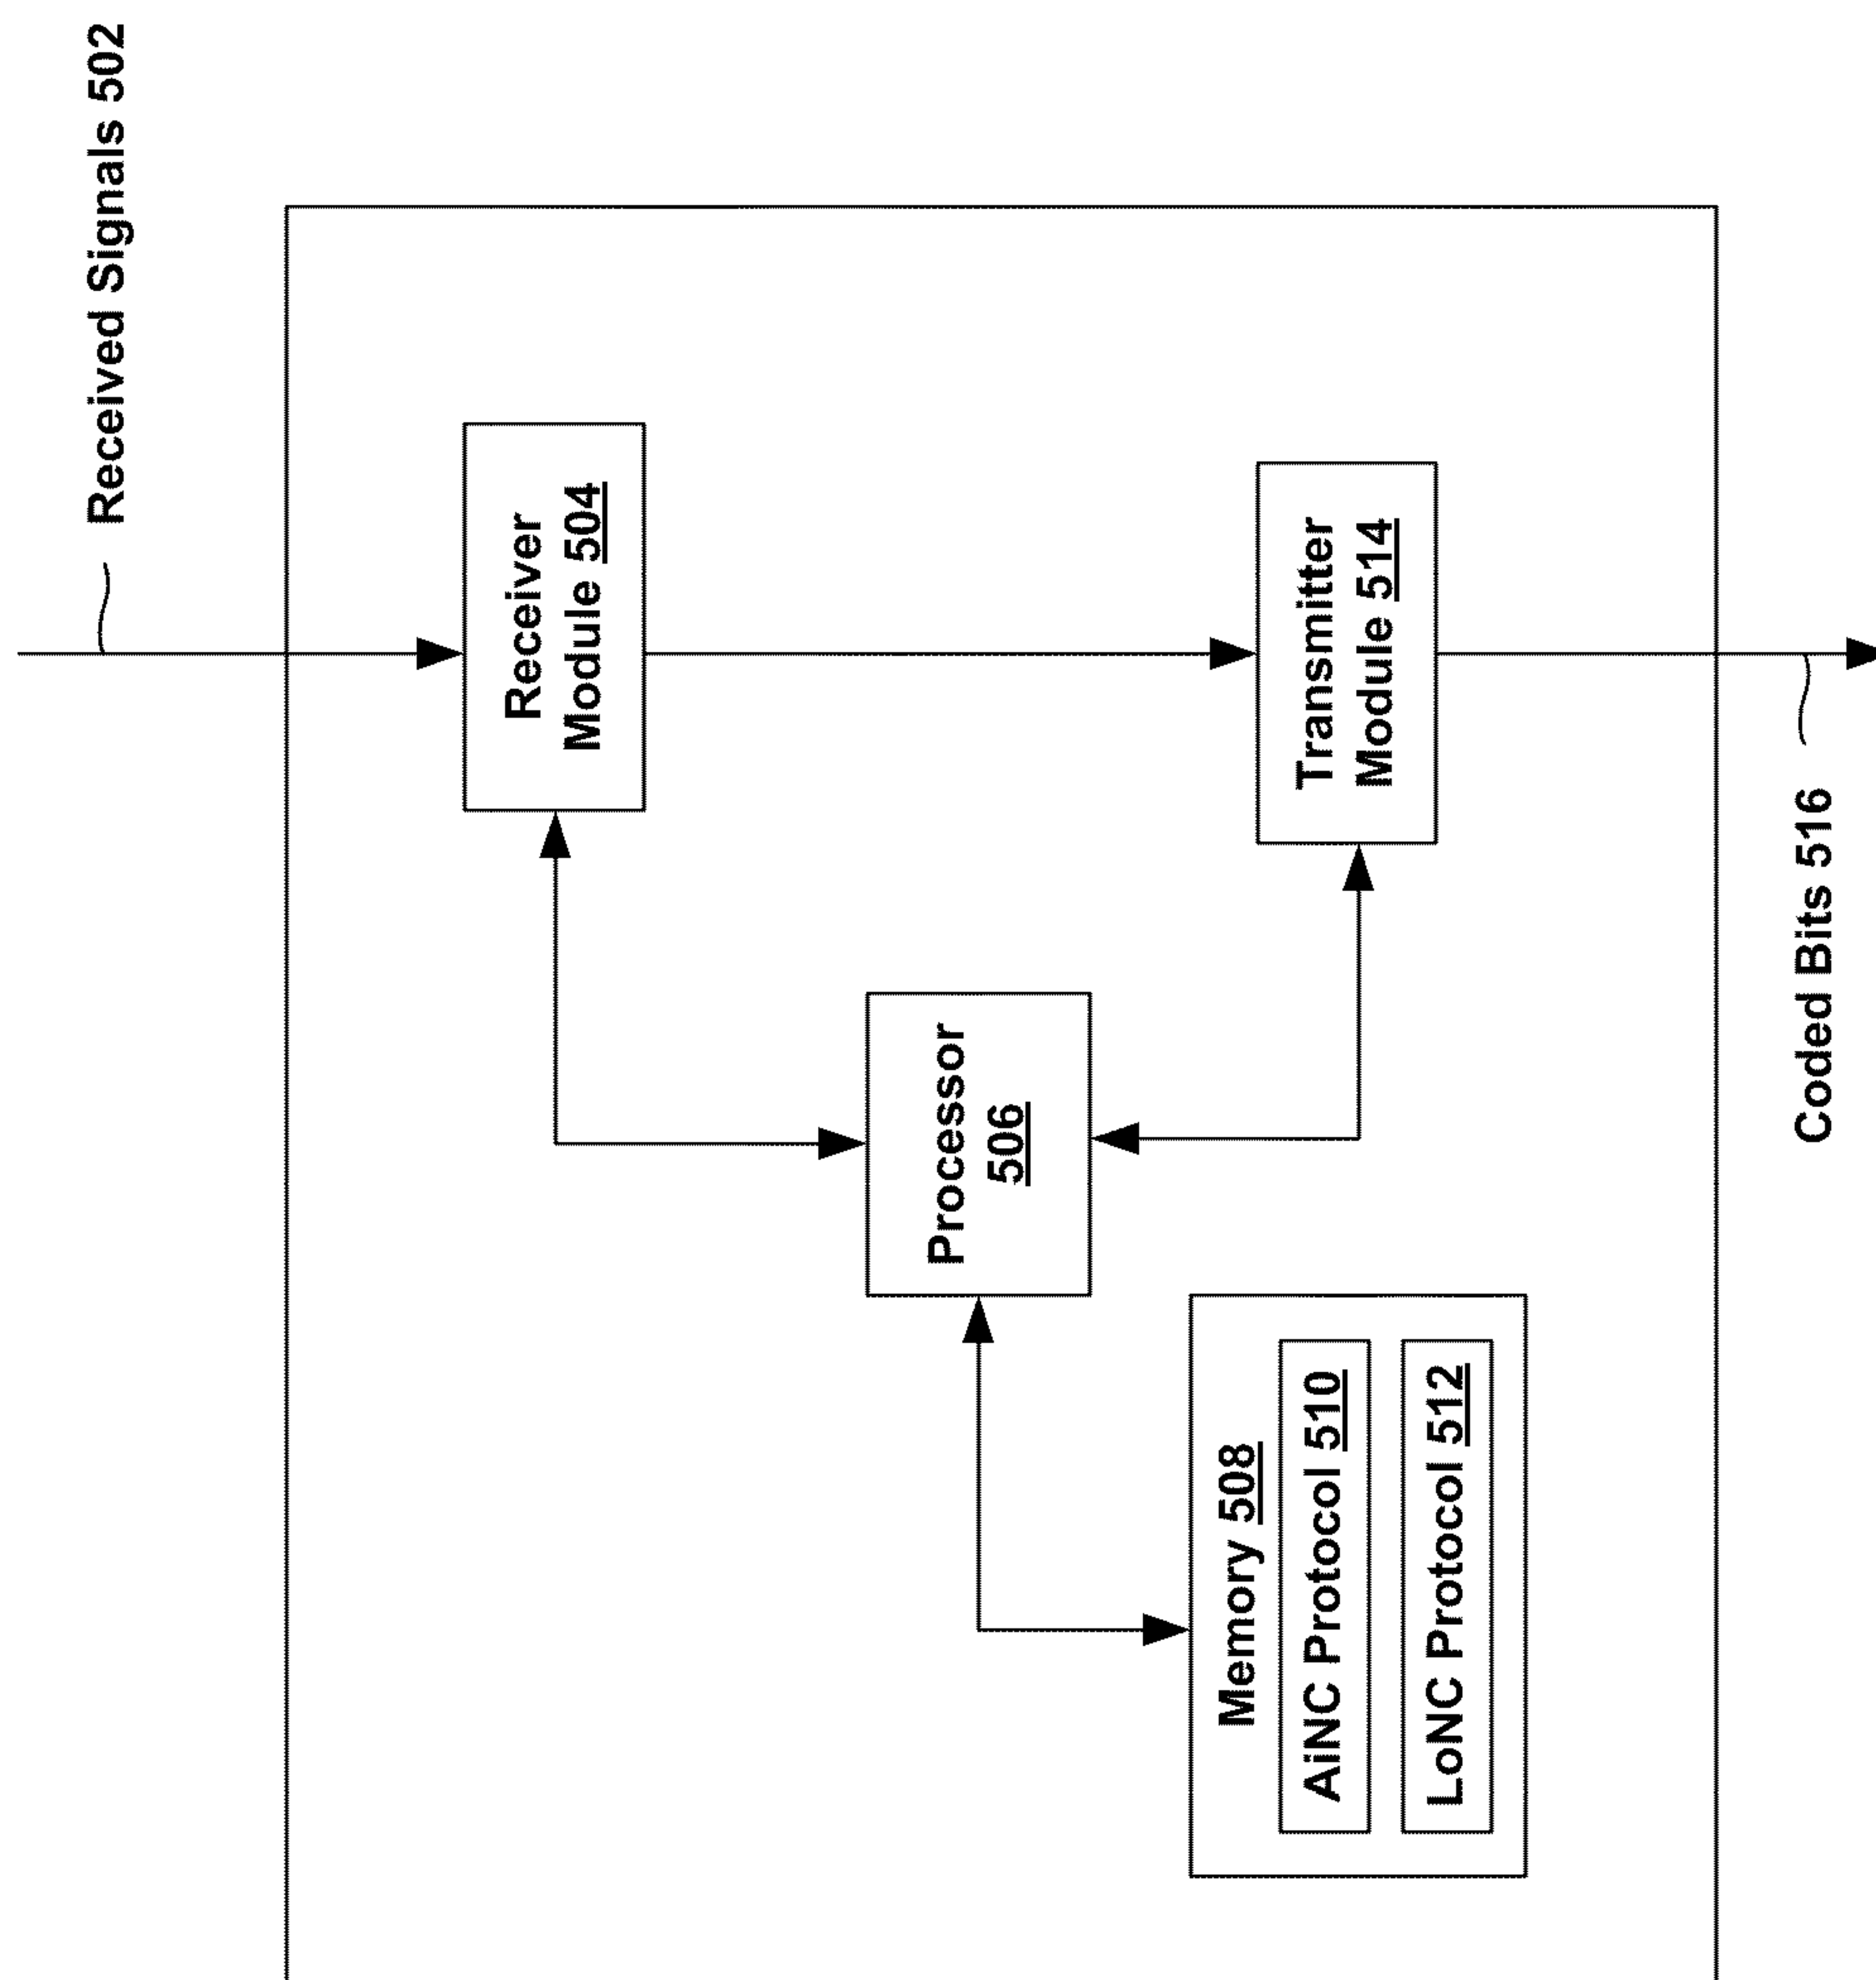 Received Signals 502
Receiver
Module 504
Transmitter
Module 514
Coded Bits 516
Processor
506
Memory 508
AiNC Protocol 510
LoNC Protocol 512